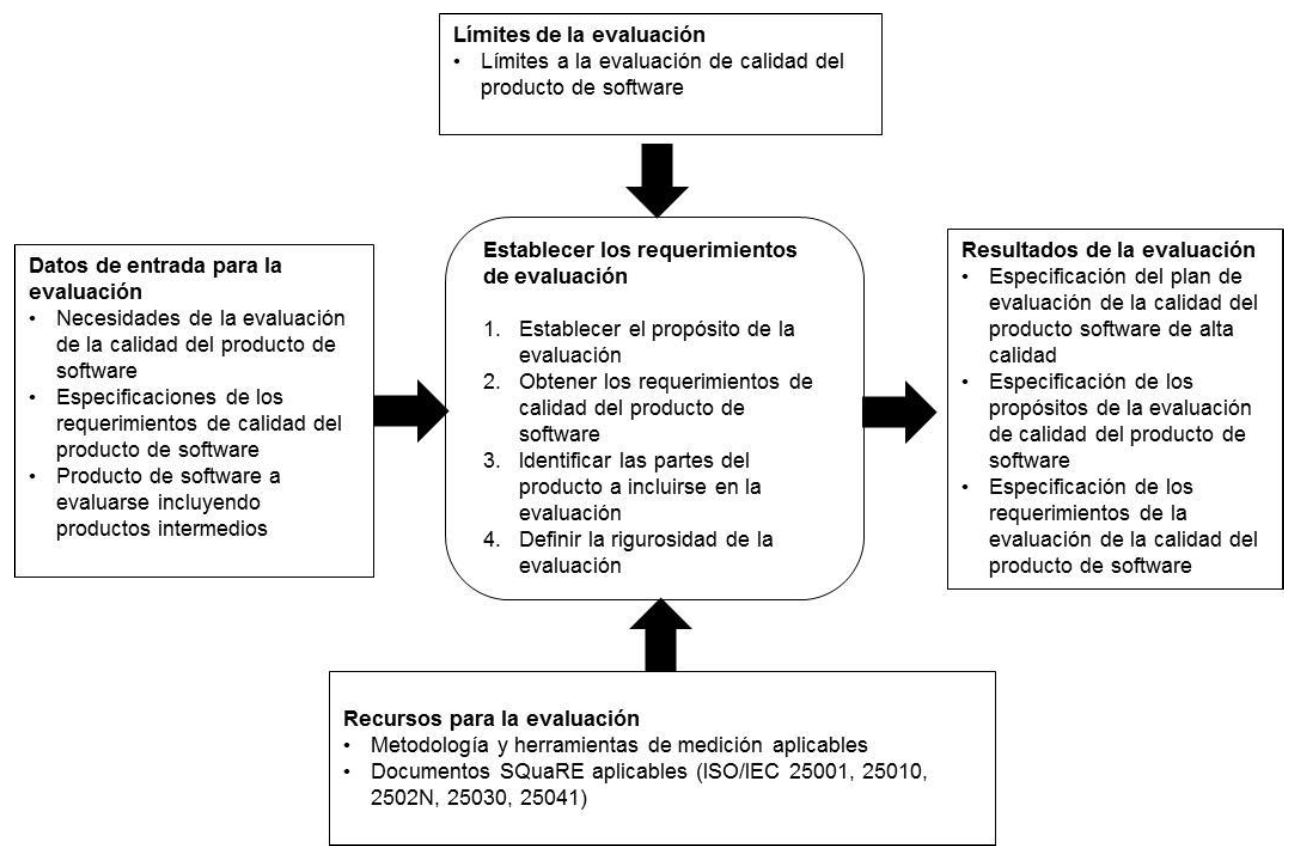 Límites de la evaluación
• Límites a la evaluación de calidad del
producto de software
Datos de entrada para la
evaluación
• Necesidades de la evaluación
de la calidad del producto de
software
• Especificaciones de los
requerimientos de calidad del
producto de software
• Producto de software a
evaluarse incluyendo
productos intermedios
Establecer los requerimientos
de evaluación
1. Establecer el propósito de la
evaluación
2. Obtener los requerimientos de
calidad del producto de
software
3. Identificar las partes del
producto a incluirse en la
evaluación
4. Definir la rigurosidad de la
evaluación
Resultados de la evaluación
• Especificación del plan de
evaluación de la calidad del
producto software de alta
calidad
• Especificación de los
propósitos de la evaluación
de calidad del producto de
software
• Especificación de los
requerimientos de la
evaluación de la calidad del
producto de software
Recursos para la evaluación
• Metodología y herramientas de medición aplicables
• Documentos SQuaRE aplicables (ISO/IEC 25001, 25010,
2502N, 25030, 25041)